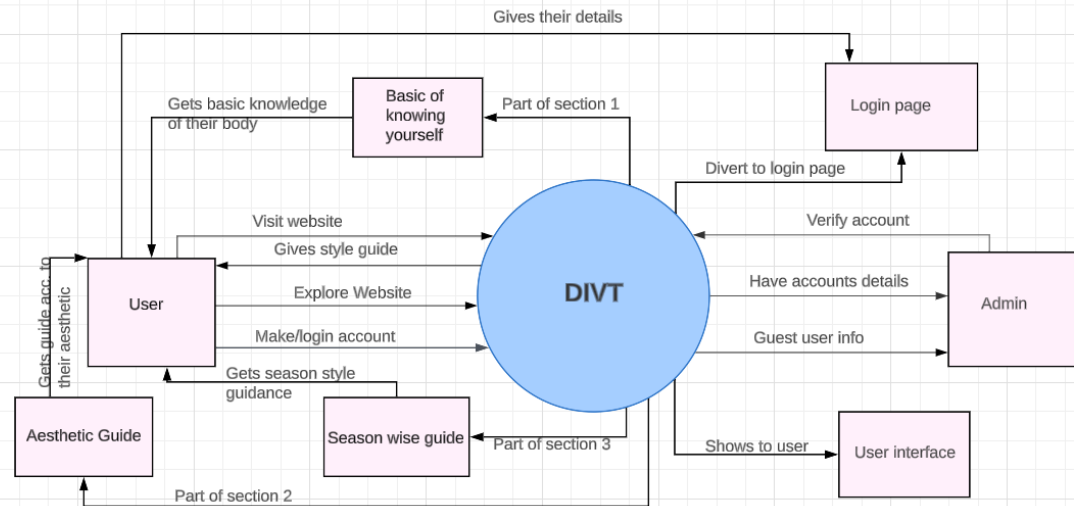 Gives their details
Basic of
knowing
yourself
Gets basic knowledge
of their body
Part of section 1
Login page
Divert to login page
Visit website
Verify account
Gives style guide
Have accounts details
Explore Website
DIVT
User
Admin
Gets guide acc. to
their aesthetic
Make/login account
Guest user info
Gets season style
guidance
Aesthetic Guide
Season wise guide
Part of section 3
Shows to user
User interface
Part of section 2